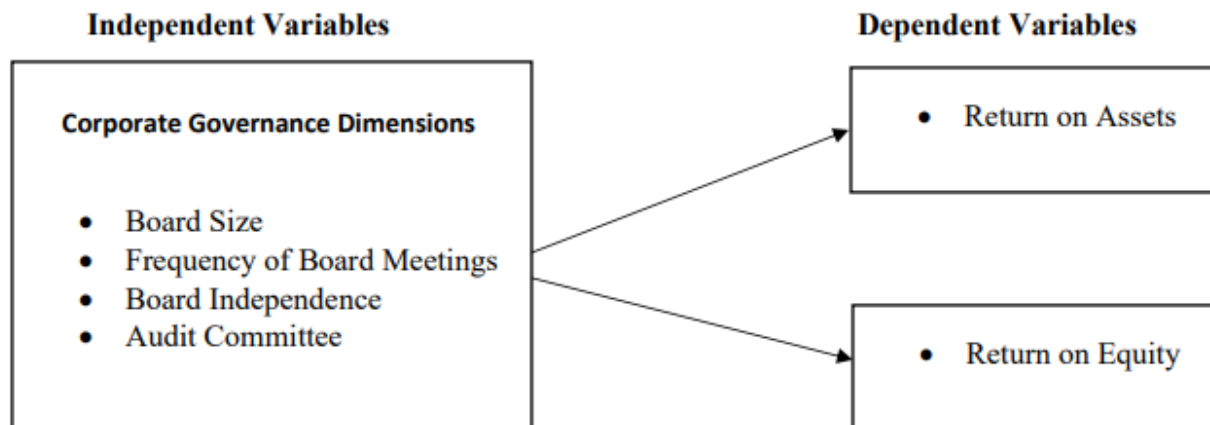 Independent Variables
Dependent Variables
Corporate Governance Dimensions
• Board Size
• Frequency of Board Meetings
• Board Independence
• Audit Committee
• Return on Assets
• Return on Equity